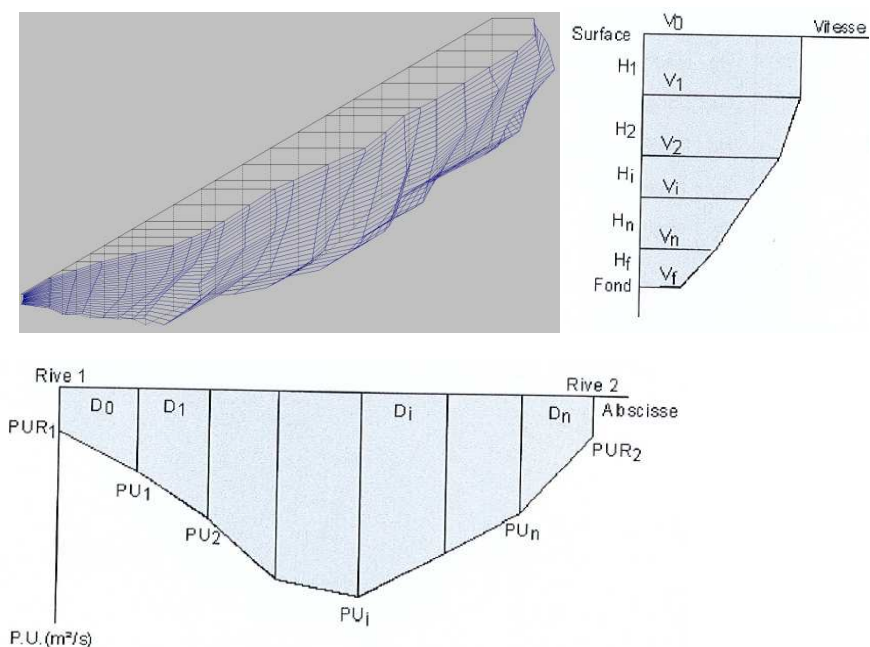 V0 Vitesse
Surface
H1
V1
H2
V2
Hi
Vi
Hn
Vn
Hf
Fond
Vf
Rive 1 Rive 2
D0 D1 Di Dn Abscisse
PUR1 PUR2
PU1
PU2 PUn
PUi
P.U.(m²/s)